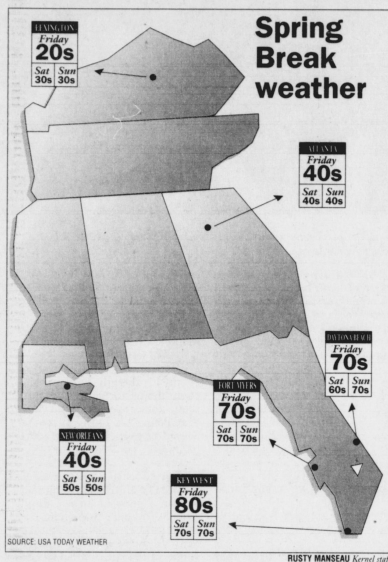 Spring
Break
weather
LEXINGTON
Friday
20s
Sat Sun
30s 30s
ATLANTA
Friday
40s
Sat Sun
40s 40s
DAYTONA BEACH
Friday
70s
Sat Sun
60s 70s
FORT MYERS
Friday
70s
Sat Sun
70s 70s
NEW ORLEANS
Friday
40s
Sat Sun
50s 50s
KEY WEST
Friday
80s
Sat Sun
70s 70s
SOURCE: USA TODAY WEATHER
RUSTY MANSEAU Kernel staff